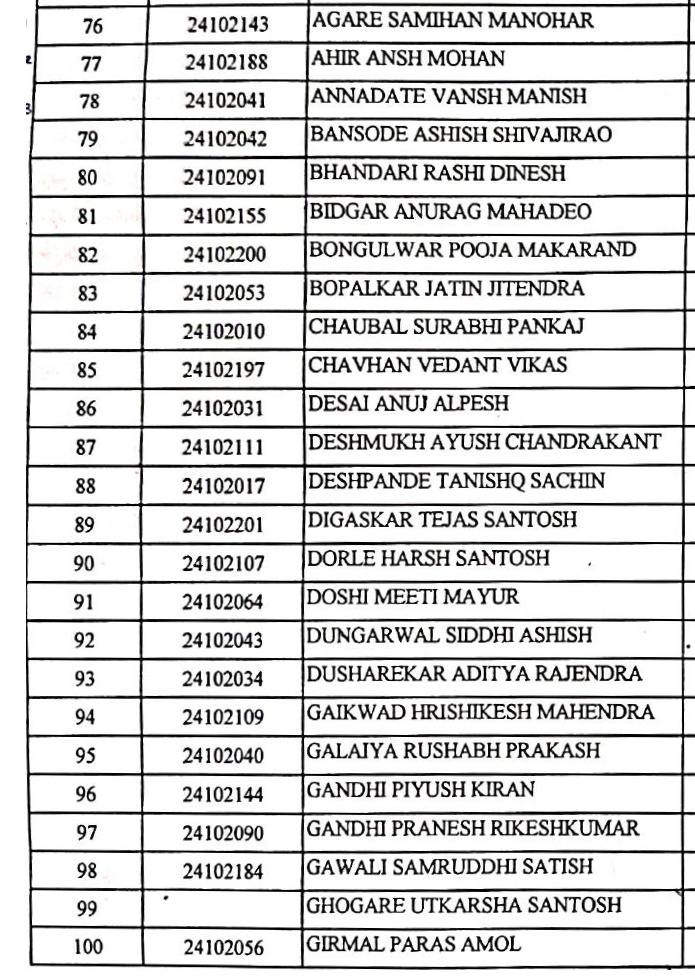 76 24102143 AGARE SAMIHAN MANOHAR
77 24102188 AHIR ANSH MOHAN
78 24102041 ANNADATE VANSH MANISH
79 24102042 BANSODE ASHISH SHIVAJIRAO
80 24102091 BHANDARI RASHI DINESH
81 24102155 BIDGAR ANURAG MAHADEO
82 24102200 BONGULWAR POOJA MAKARAND
83 24102053 BOPALKAR JATIN JITENDRA
84 24102010 CHAUBAL SURABHI PANKAJ
85 24102197 CHAVHAN VEDANT VIKAS
86 24102031 DESAI ANUJ ALPESH
87 24102111 DESHMUKH AYUSH CHANDRAKANT
88 24102017 DESHPANDE TANISHQ SACHIN
89 24102201 DIGASKAR TEJAS SANTOSH
90 24102107 DORLE HARSH SANTOSH
91 24102064 DOSHI MEETI MAYUR
92 24102043 DUNGARWAL SIDDHI ASHISH
93 24102034 DUSHAREKAR ADITYA RAJENDRA
94 24102109 GAIKWAD HRISHIKESH MAHENDRA
95 24102040 GALAIYA RUSHABH PRAKASH
96 24102144 GANDHI PIYUSH KIRAN
97 24102090 GANDHI PRANESH RIKESHKUMAR
98 24102184 GAWALI SAMRUDDHI SATISH
99 GHOGARE UTKARSHA SANTOSH
100 24102056 GIRMAL PARAS AMOL